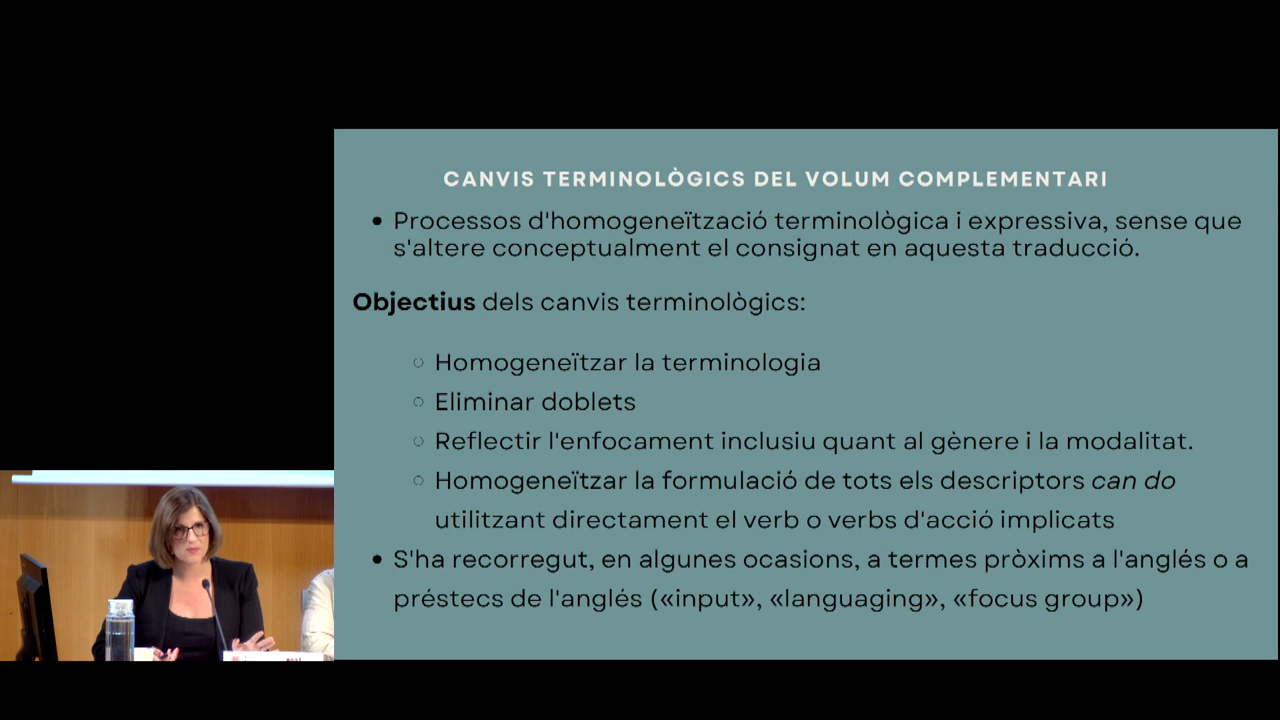 CANVIS TERMINOLÒGICS DEL VOLUM COMPLEMENTARI
• Processos d'homogeneïtzació terminològica i expressiva, sense que
s'altere conceptualment el consignat en aquesta traducció.
Objectius dels canvis terminològics:
Homogeneïtzar la terminologia
Eliminar doblets
Reflectir l'enfocament inclusiu quant al gènere i la modalitat.
Homogeneïtzar la formulació de tots els descriptors can do
utilitzant directament el verb o verbs d'acció implicats
• S'ha recorregut, en algunes ocasions, a termes pròxims a l'anglés o a
préstecs de l'anglés («input», «languaging», «focus group»)